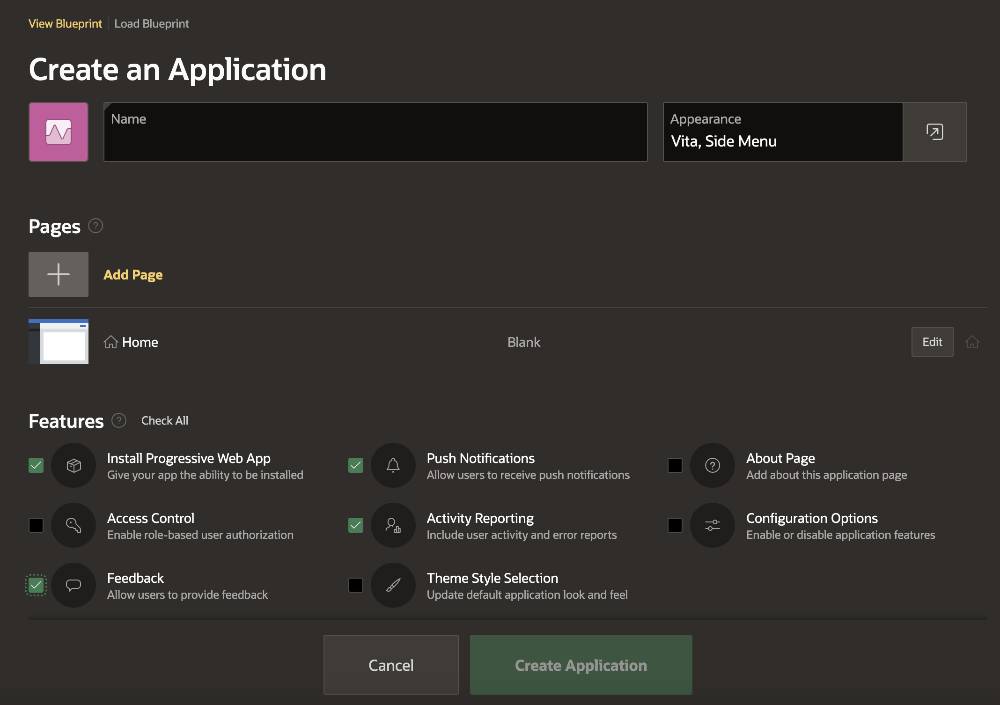 View Blueprint
Load Blueprint
Create an Application
Name
Appearance
Vita, Side Menu
Pages
Add Page
Home
Blank
Edit
Features
Check All
Install Progressive Web App
Give your app the ability to be installed
Push Notifications
Allow users to receive push notifications
About Page
Add about this application page
Access Control
Enable role-based user authorization
Activity Reporting
Include user activity and error reports
Configuration Options
Enable or disable application features
Feedback
Allow users to provide feedback
Theme Style Selection
Update default application look and feel
Cancel
Create Application